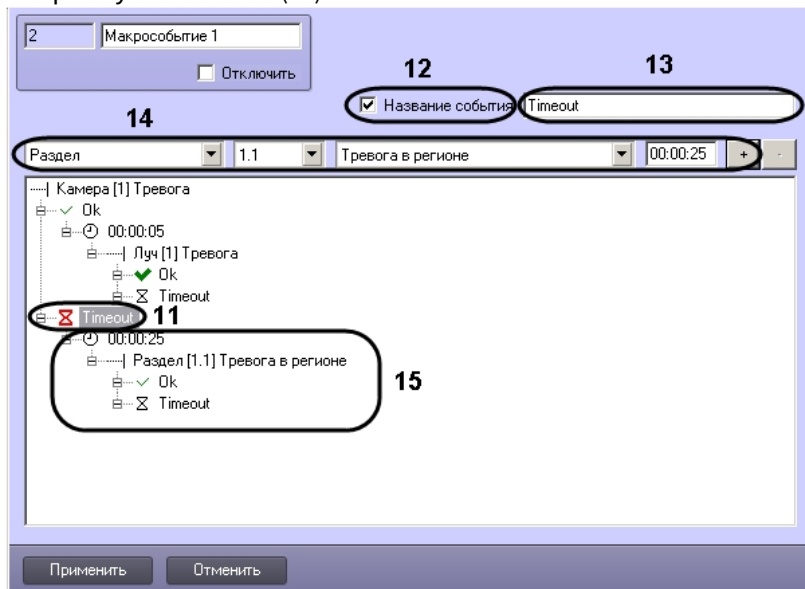 2 Макрособытие 1
Отключить
12 13
Название события Timeout
14
Раздел 1.1 Тревога в регионе 00:00:25 + -
Камера [1] Тревога
Ok
00:00:05
Луч [1] Тревога
Ok
Timeout
Timeout 11
00:00:25
Раздел [1.1] Тревога в регионе
Ok 15
Timeout
Применить Отменить